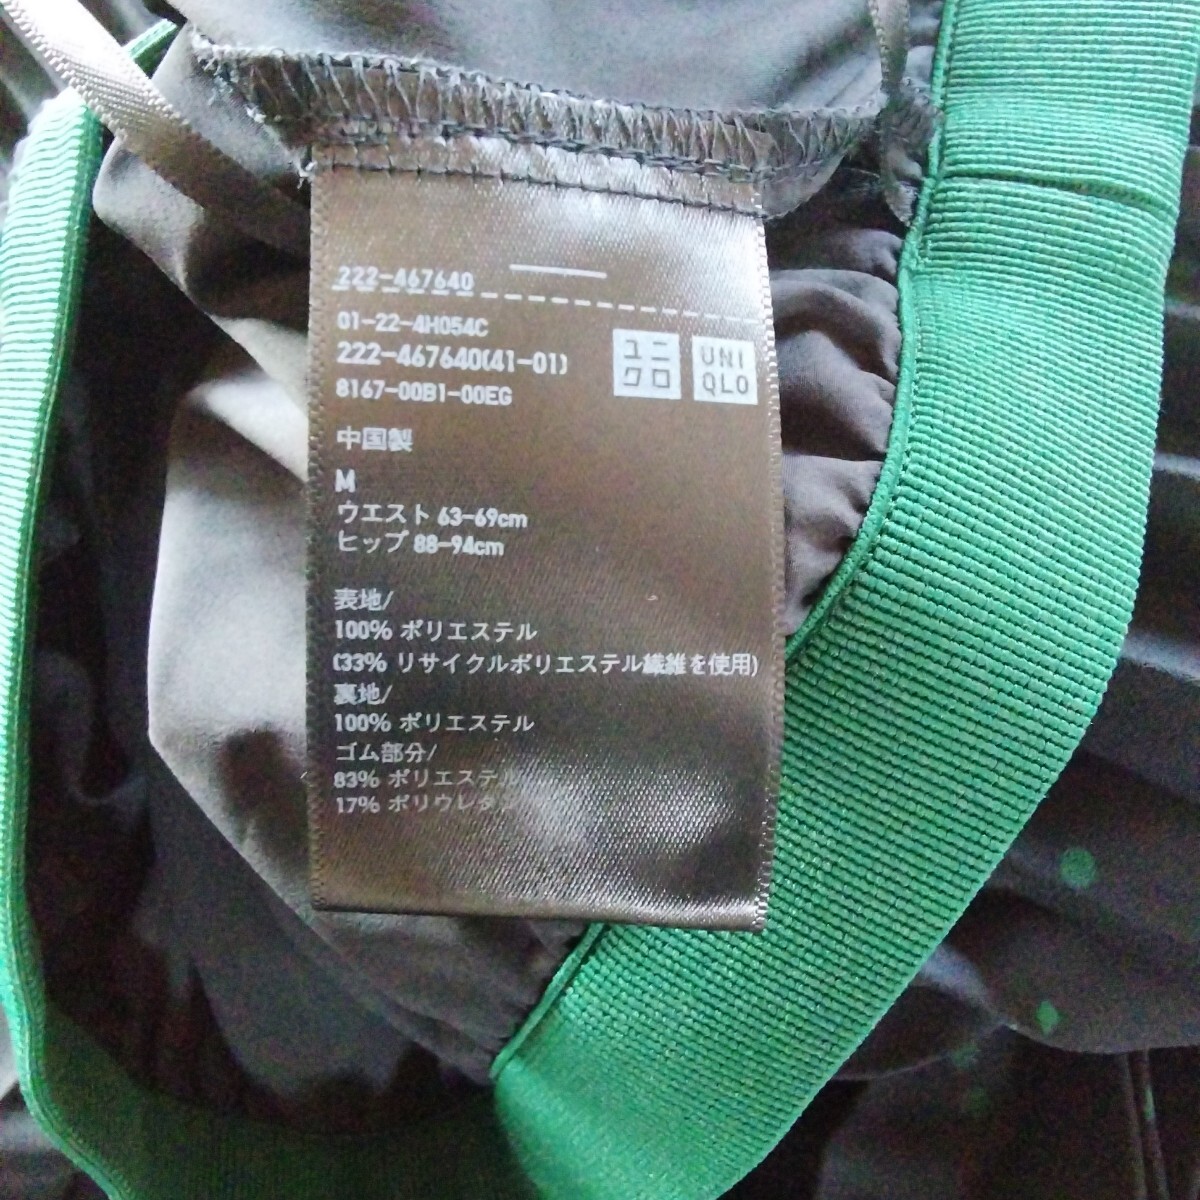 222-467640
01-22-4H054C
222-467640(41-01)
8167-00B1-00EG
ユニ
クロ
UNI
QLO
中国製
M
ウエスト 63-69cm
ヒップ 88-94cm
表地/
100% ポリエステル
(33% リサイクルポリエステル繊維を使用)
裏地/
100% ポリエステル
ゴム部分/
83% ポリエステル
17% ポリウレタン